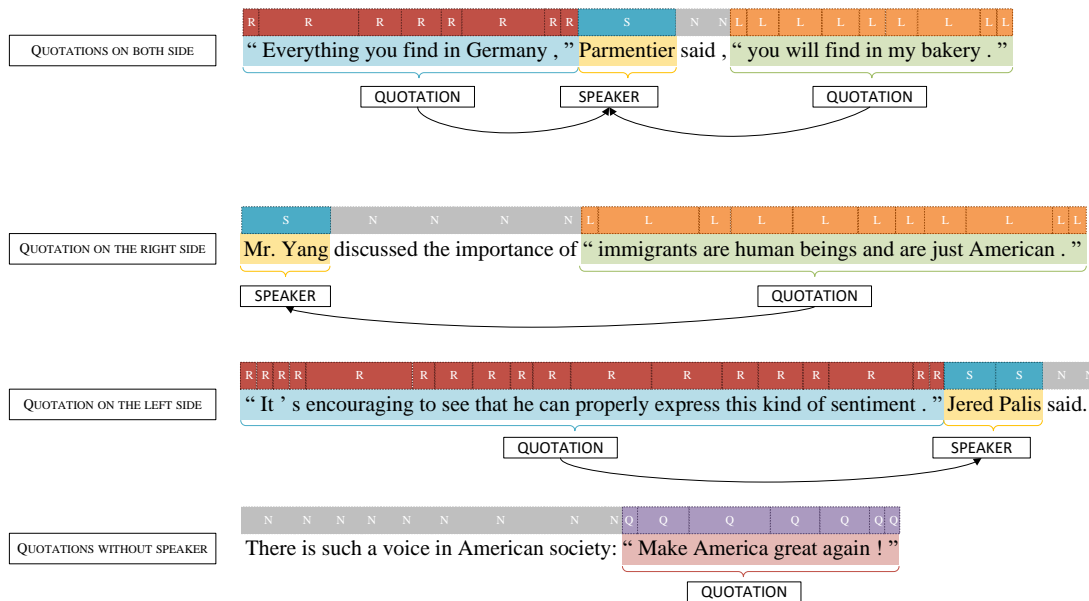 R R R R R R R R S N N L L L L L L L L L L
QUOTATIONS ON BOTH SIDE
“ Everything you find in Germany , ” Parmentier said , “ you will find in my bakery . ”
QUOTATION SPEAKER QUOTATION
S N N N N L L L L L L L L L L L
QUOTATION ON THE RIGHT SIDE
Mr. Yang discussed the importance of “ immigrants are human beings and are just American . ”
SPEAKER QUOTATION
R R R R R R R R R R R R R R R R R R S S N N
QUOTATION ON THE LEFT SIDE
“ It ’ s encouraging to see that he can properly express this kind of sentiment . ” Jered Palis said.
QUOTATION SPEAKER
N N N N N N N N N Q Q Q Q Q Q Q
QUOTATIONS WITHOUT SPEAKER
There is such a voice in American society: “ Make America great again ! ”
QUOTATION